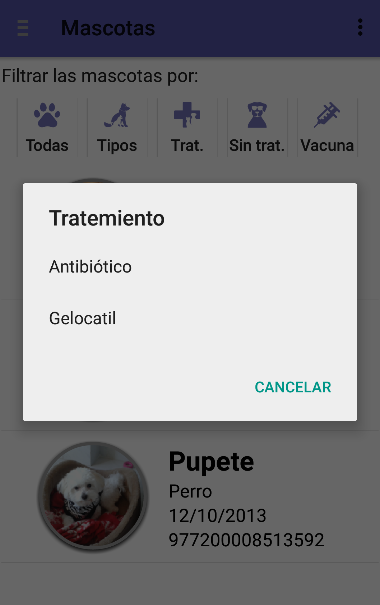 Mascotas
Filtrar las mascotas por:
Todas Tipos Trat. Sin trat. Vacuna
Tratemiento
Antibiótico
Gelocatil
CANCELAR
Pupete
Perro
12/10/2013
977200008513592